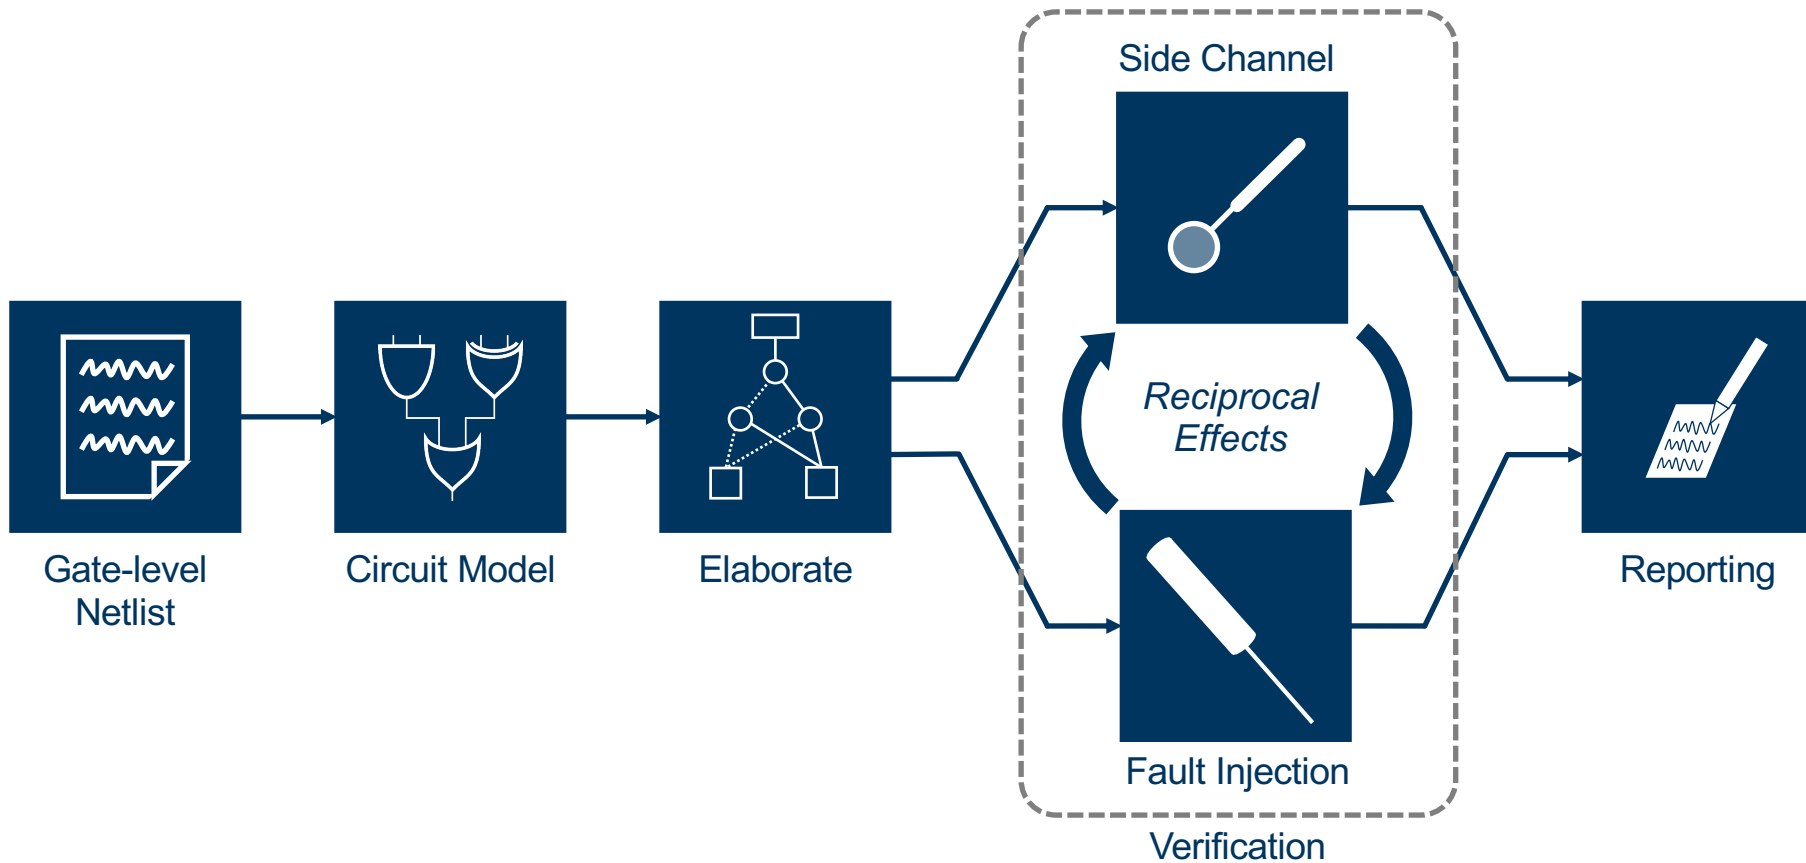 Side Channel
Reciprocal
Effects
Gate-level
Netlist
Circuit Model
Elaborate
Reporting
Fault Injection
Verification